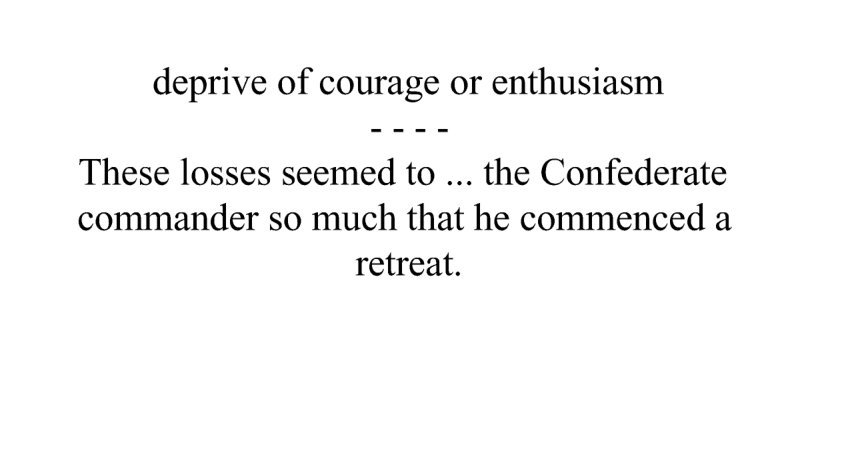 deprive of courage or enthusiasm
- - - -
These losses seemed to ... the Confederate
commander so much that he commenced a
retreat.